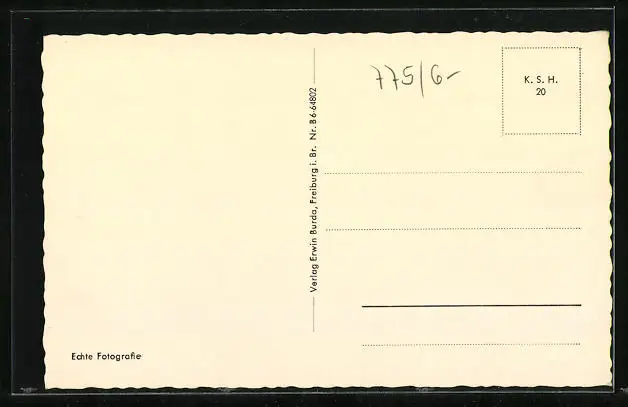 Echte Fotografie
Verlag Erwin Burda, Freiburg i. Br. Nr. B 6-64802
775/6-
K. S. H.
20